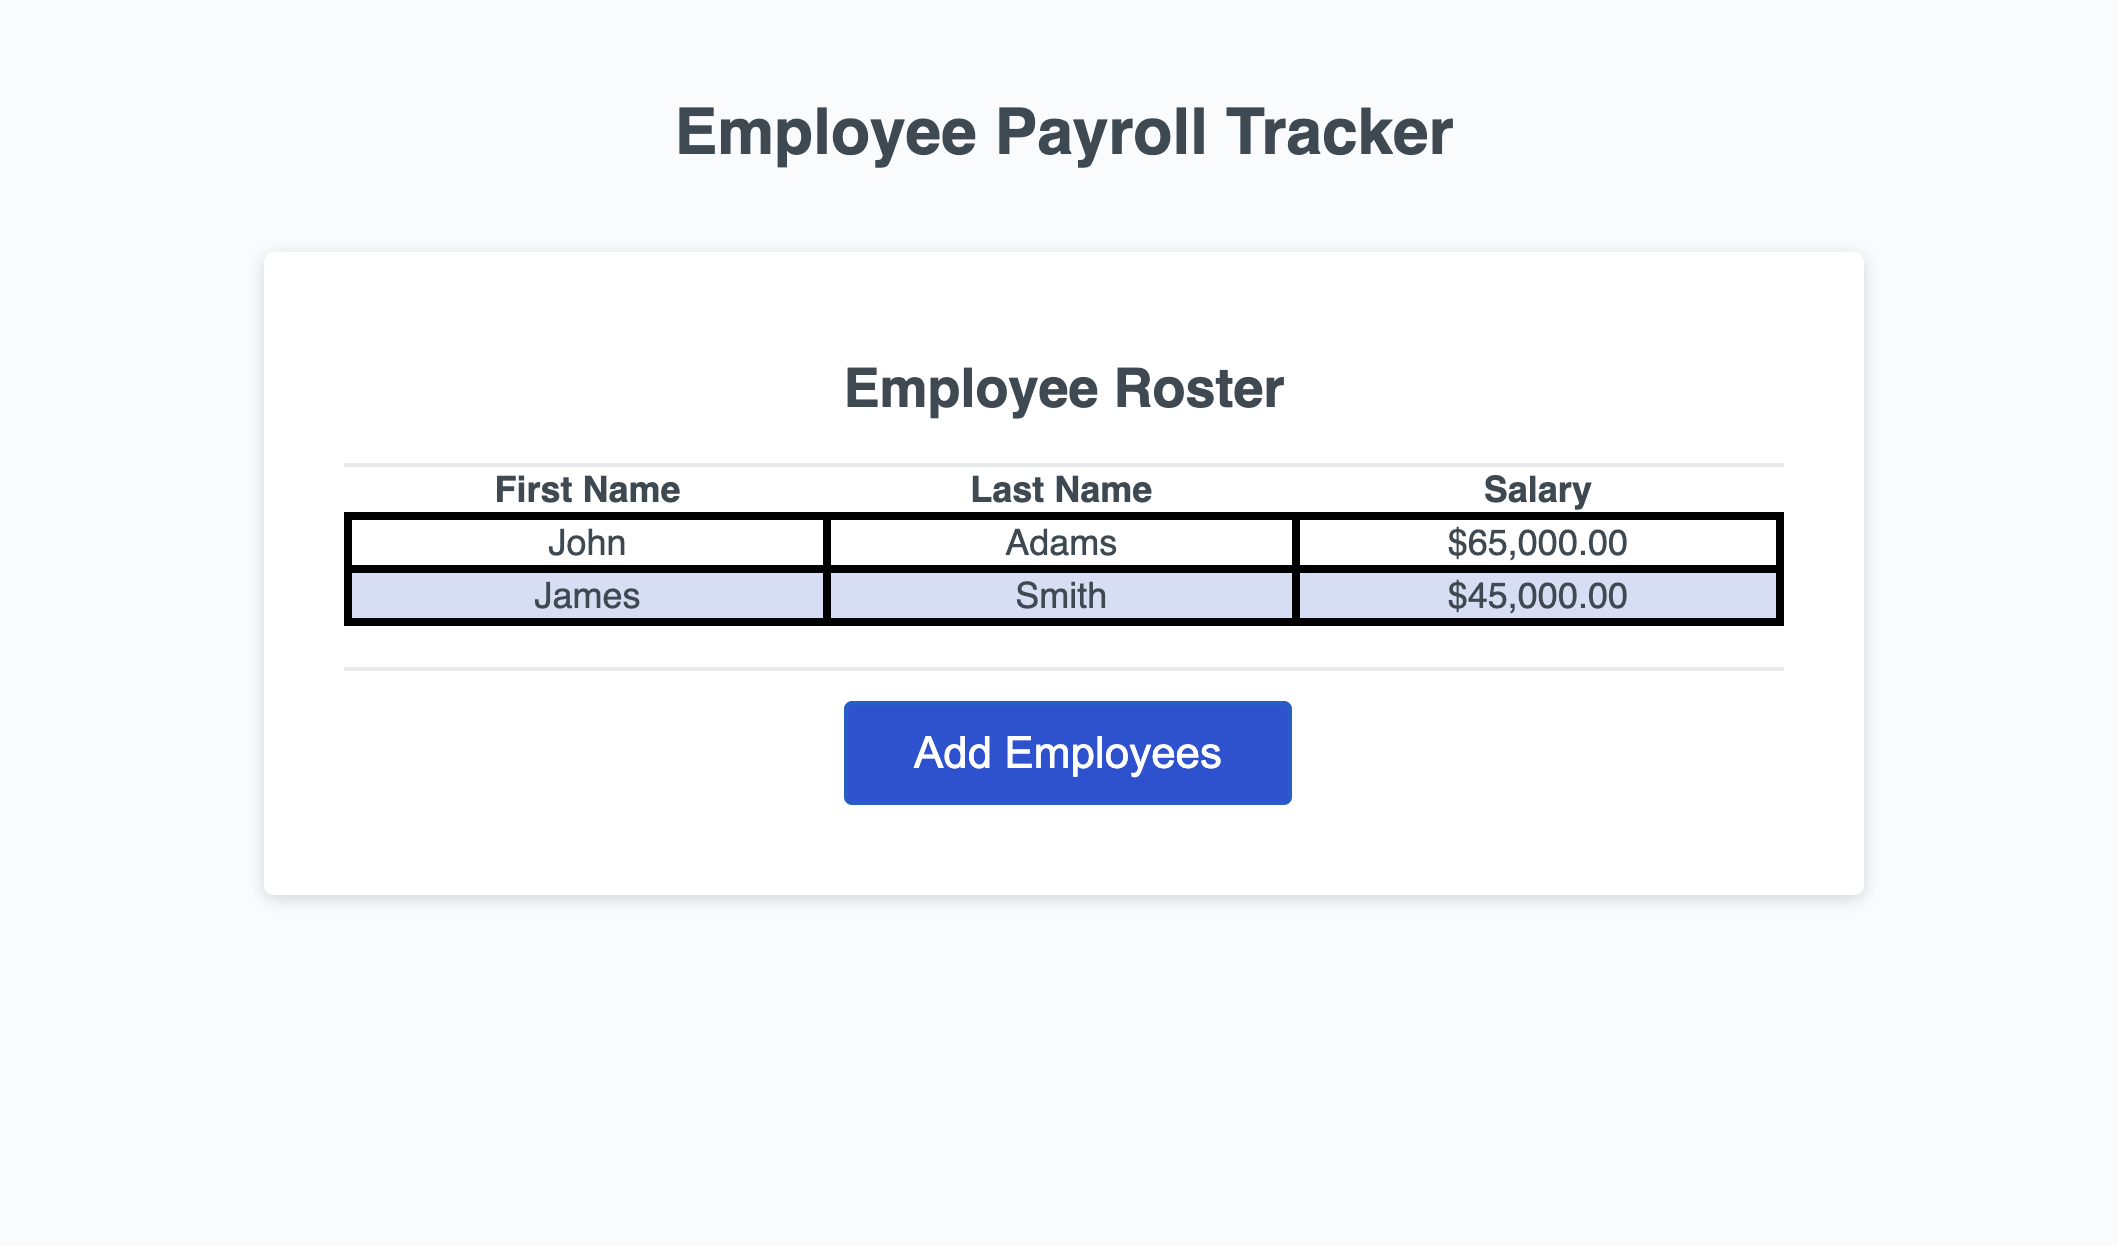 Employee Payroll Tracker
Employee Roster
First Name Last Name Salary
John Adams $65,000.00
James Smith $45,000.00
Add Employees